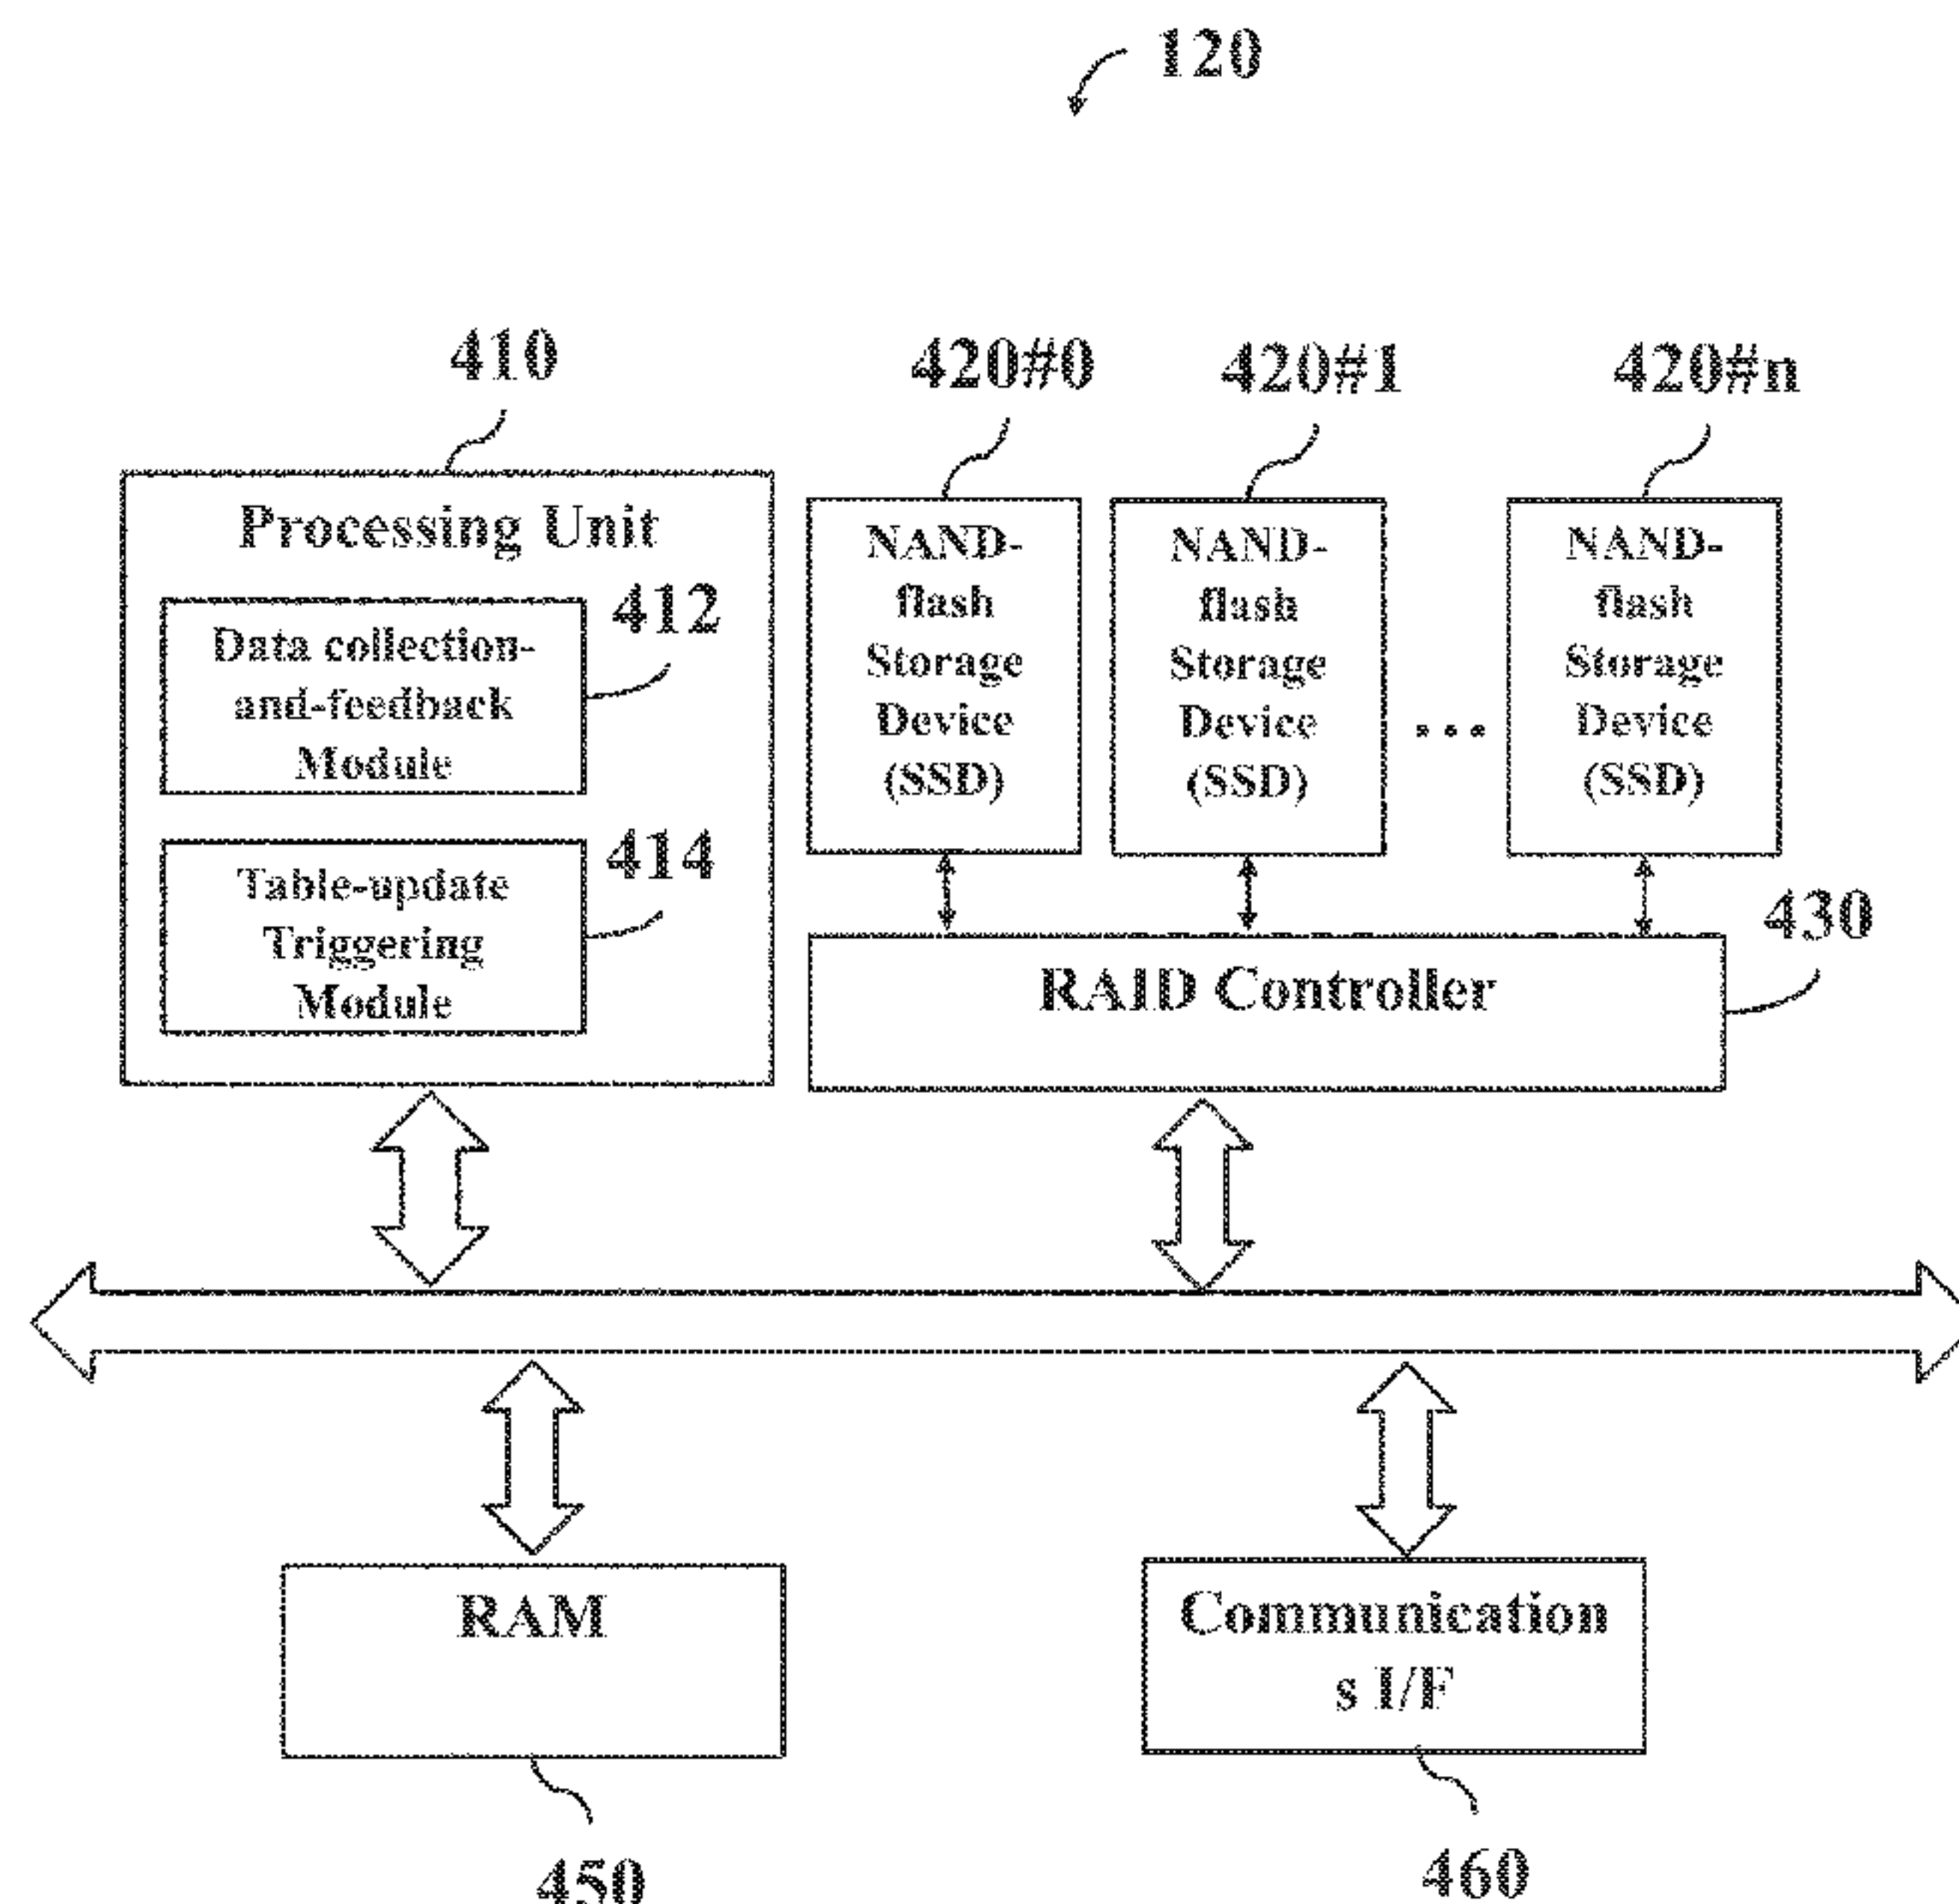 120
410
420#0
420#1
420#n
Processing Unit
412
Data collection-
and-feedback
Module
414
Table-update
Triggering
Module
NAND-
flash
Storage
Device
(SSD)
NAND-
flash
Storage
Device
(SSD)
...
NAND-
flash
Storage
Device
(SSD)
430
RAID Controller
RAM
Communication
s I/F
450
460